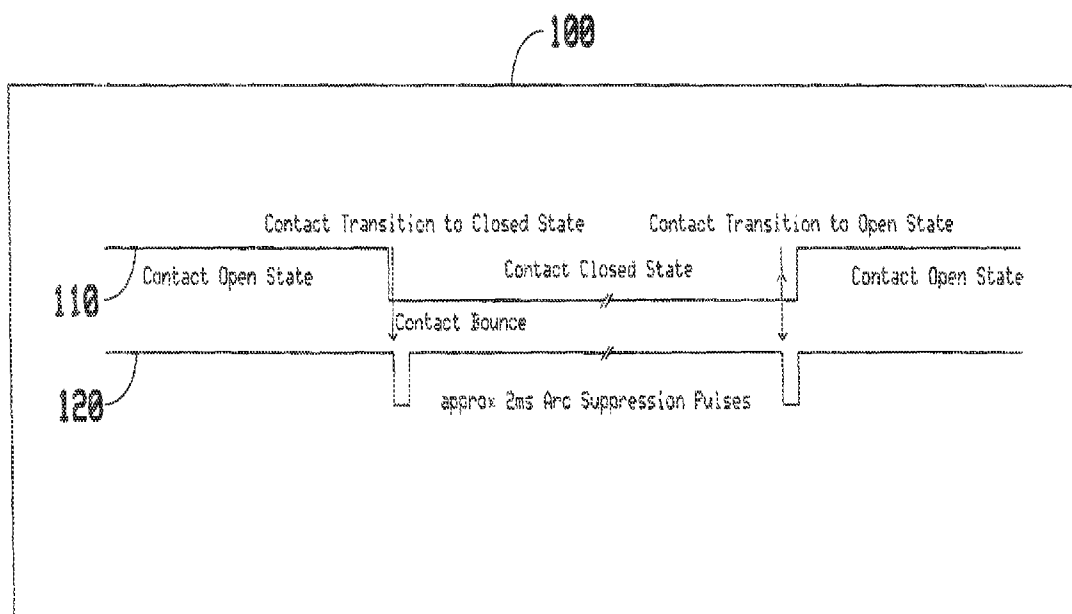 100
Contact Transition to Closed State
Contact Transition to Open State
Contact Open State
Contact Closed State
Contact Open State
110
Contact Bounce
120
approx 2ms Arc Suppression Pulses